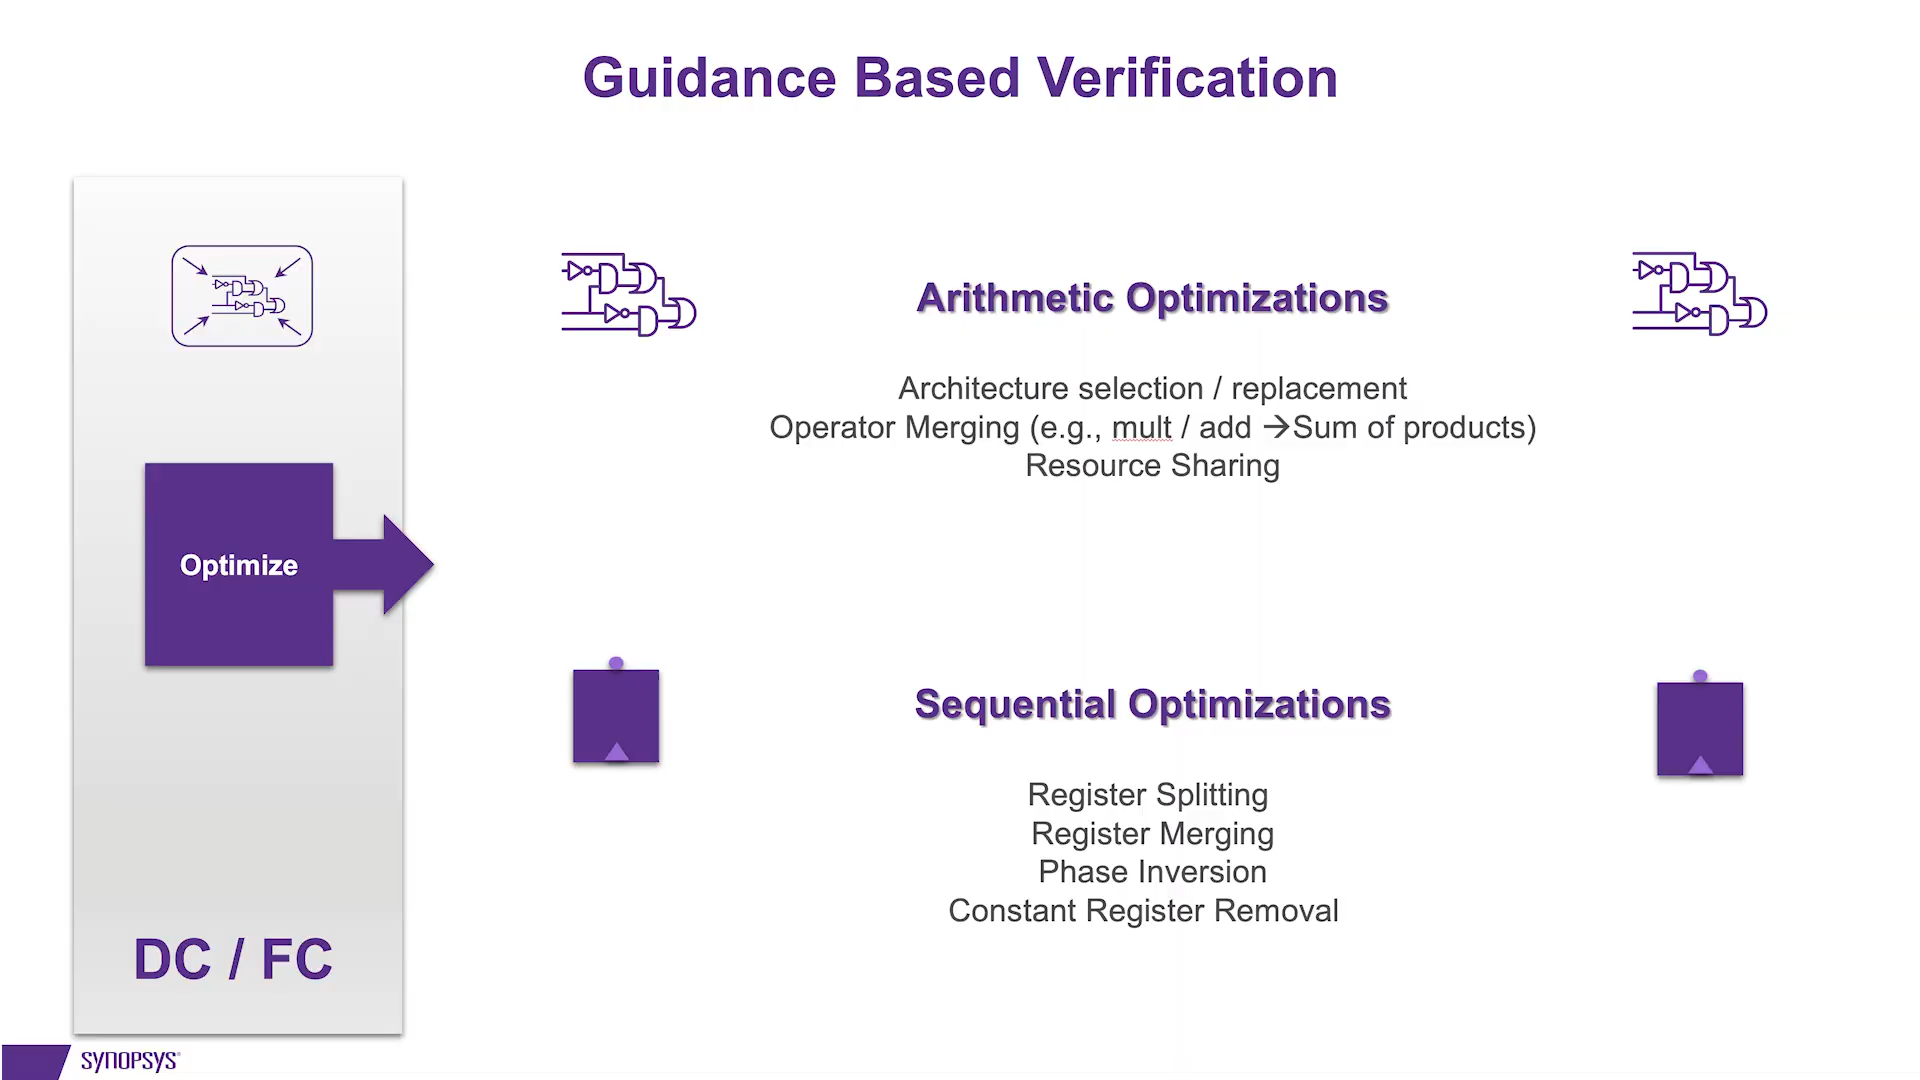 Guidance Based Verification
Arithmetic Optimizations
Architecture selection / replacement
Operator Merging (e.g., mult / add →Sum of products)
Resource Sharing
Optimize
Sequential Optimizations
Register Splitting
Register Merging
Phase Inversion
Constant Register Removal
DC / FC
SYNOPSYS®